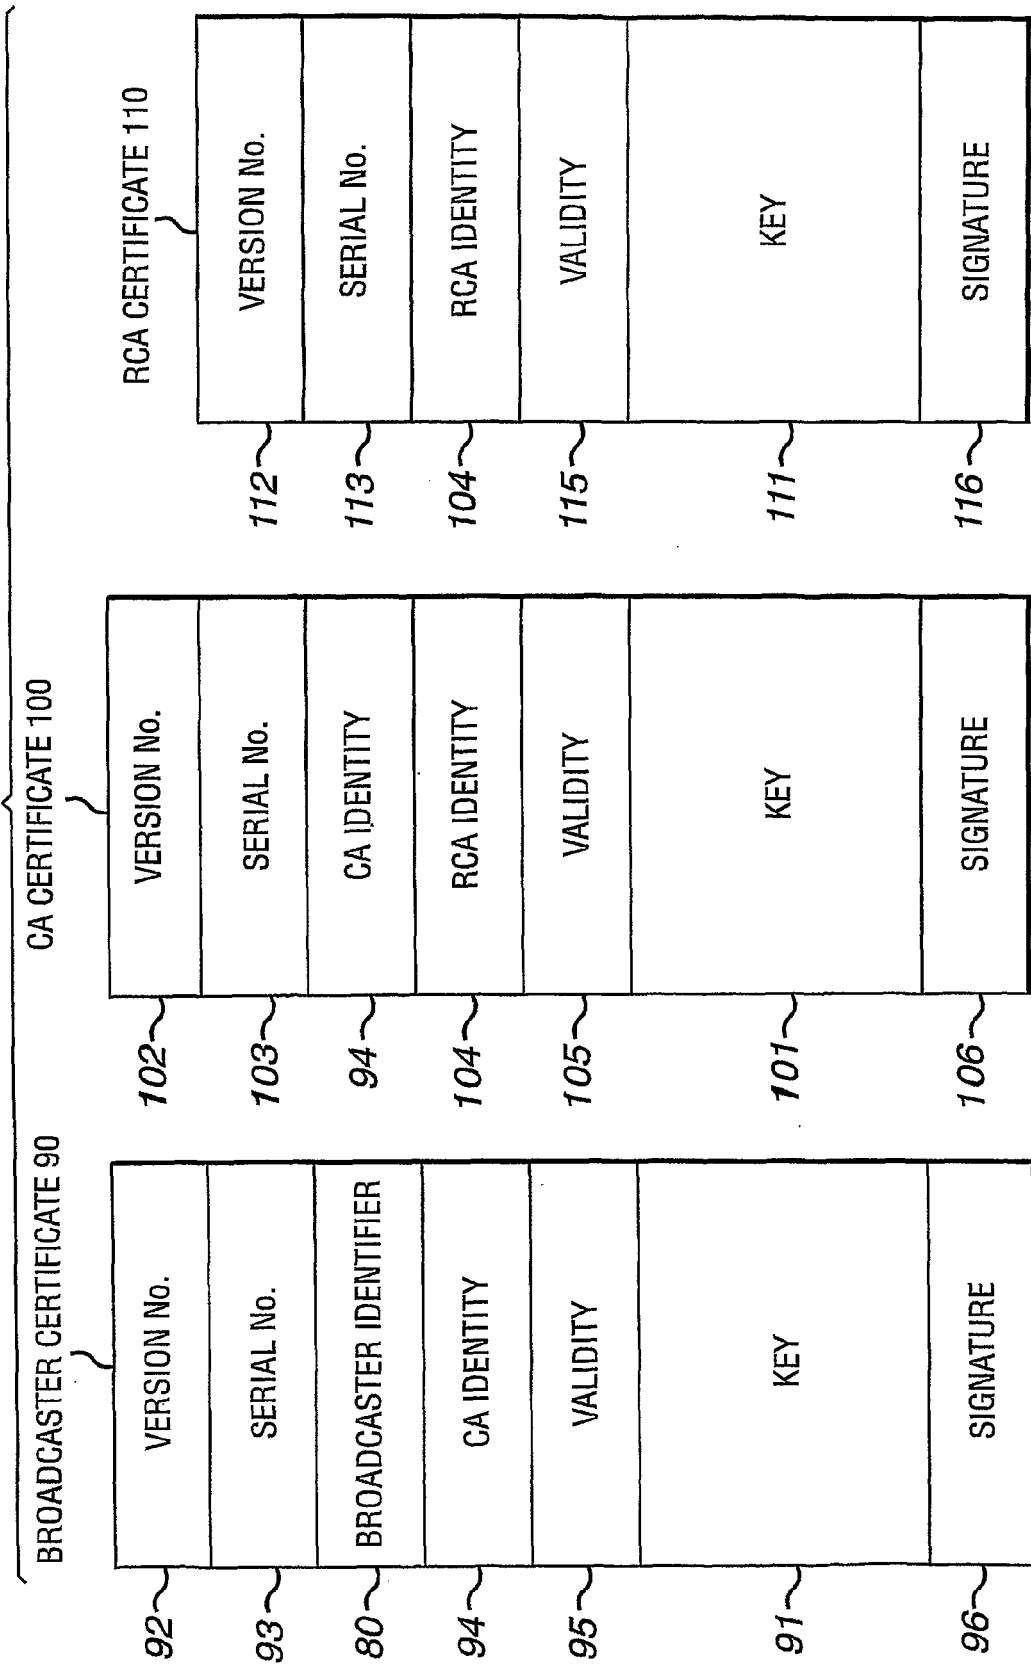 BROADCASTER CERTIFICATE 90
92 VERSION No.
93 SERIAL No.
80 BROADCASTER IDENTIFIER
94 CA IDENTITY
95 VALIDITY
91 KEY
96 SIGNATURE
CA CERTIFICATE 100
102 VERSION No.
103 SERIAL No.
94 CA IDENTITY
104 RCA IDENTITY
105 VALIDITY
101 KEY
106 SIGNATURE
RCA CERTIFICATE 110
112 VERSION No.
113 SERIAL No.
104 RCA IDENTITY
115 VALIDITY
111 KEY
116 SIGNATURE